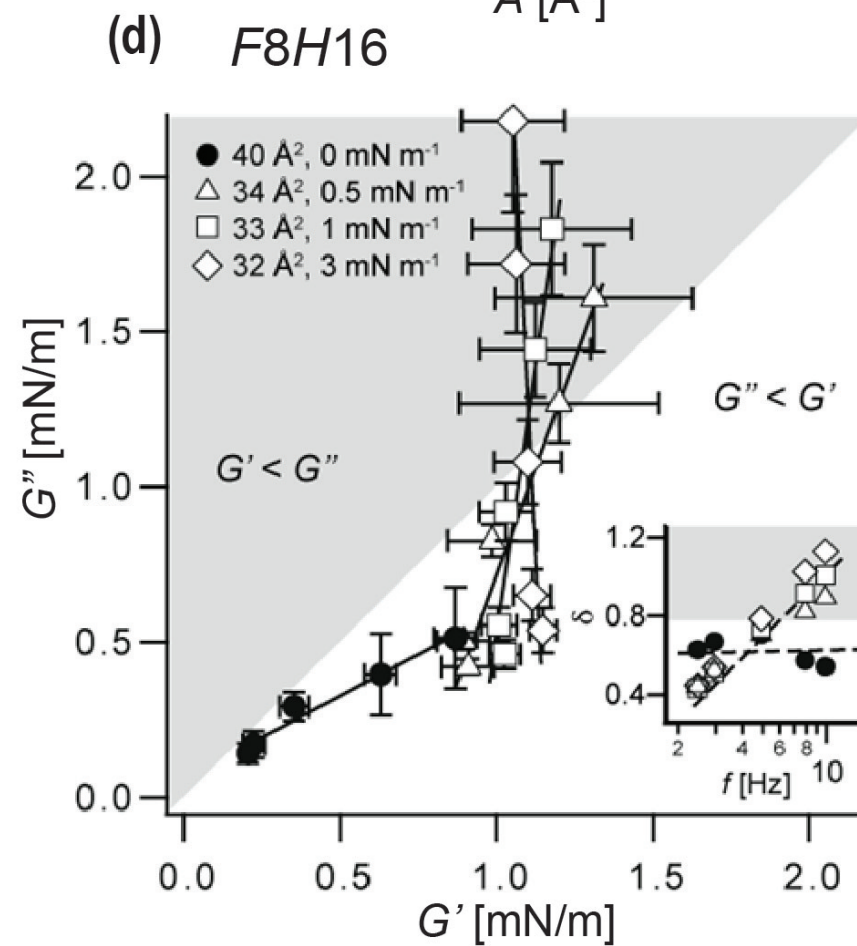 A [Å²]
(d) F8H16
40 Å², 0 mN m⁻¹
34 Å², 0.5 mN m⁻¹
33 Å², 1 mN m⁻¹
32 Å², 3 mN m⁻¹
2.0
1.5
1.0
0.5
0.0
G” [mN/m]
G’ < G”
G” < G’
1.2
0.8
0.4
δ
2 4 6 8 10
f [Hz]
0.0 0.5 1.0 1.5 2.0
G’ [mN/m]